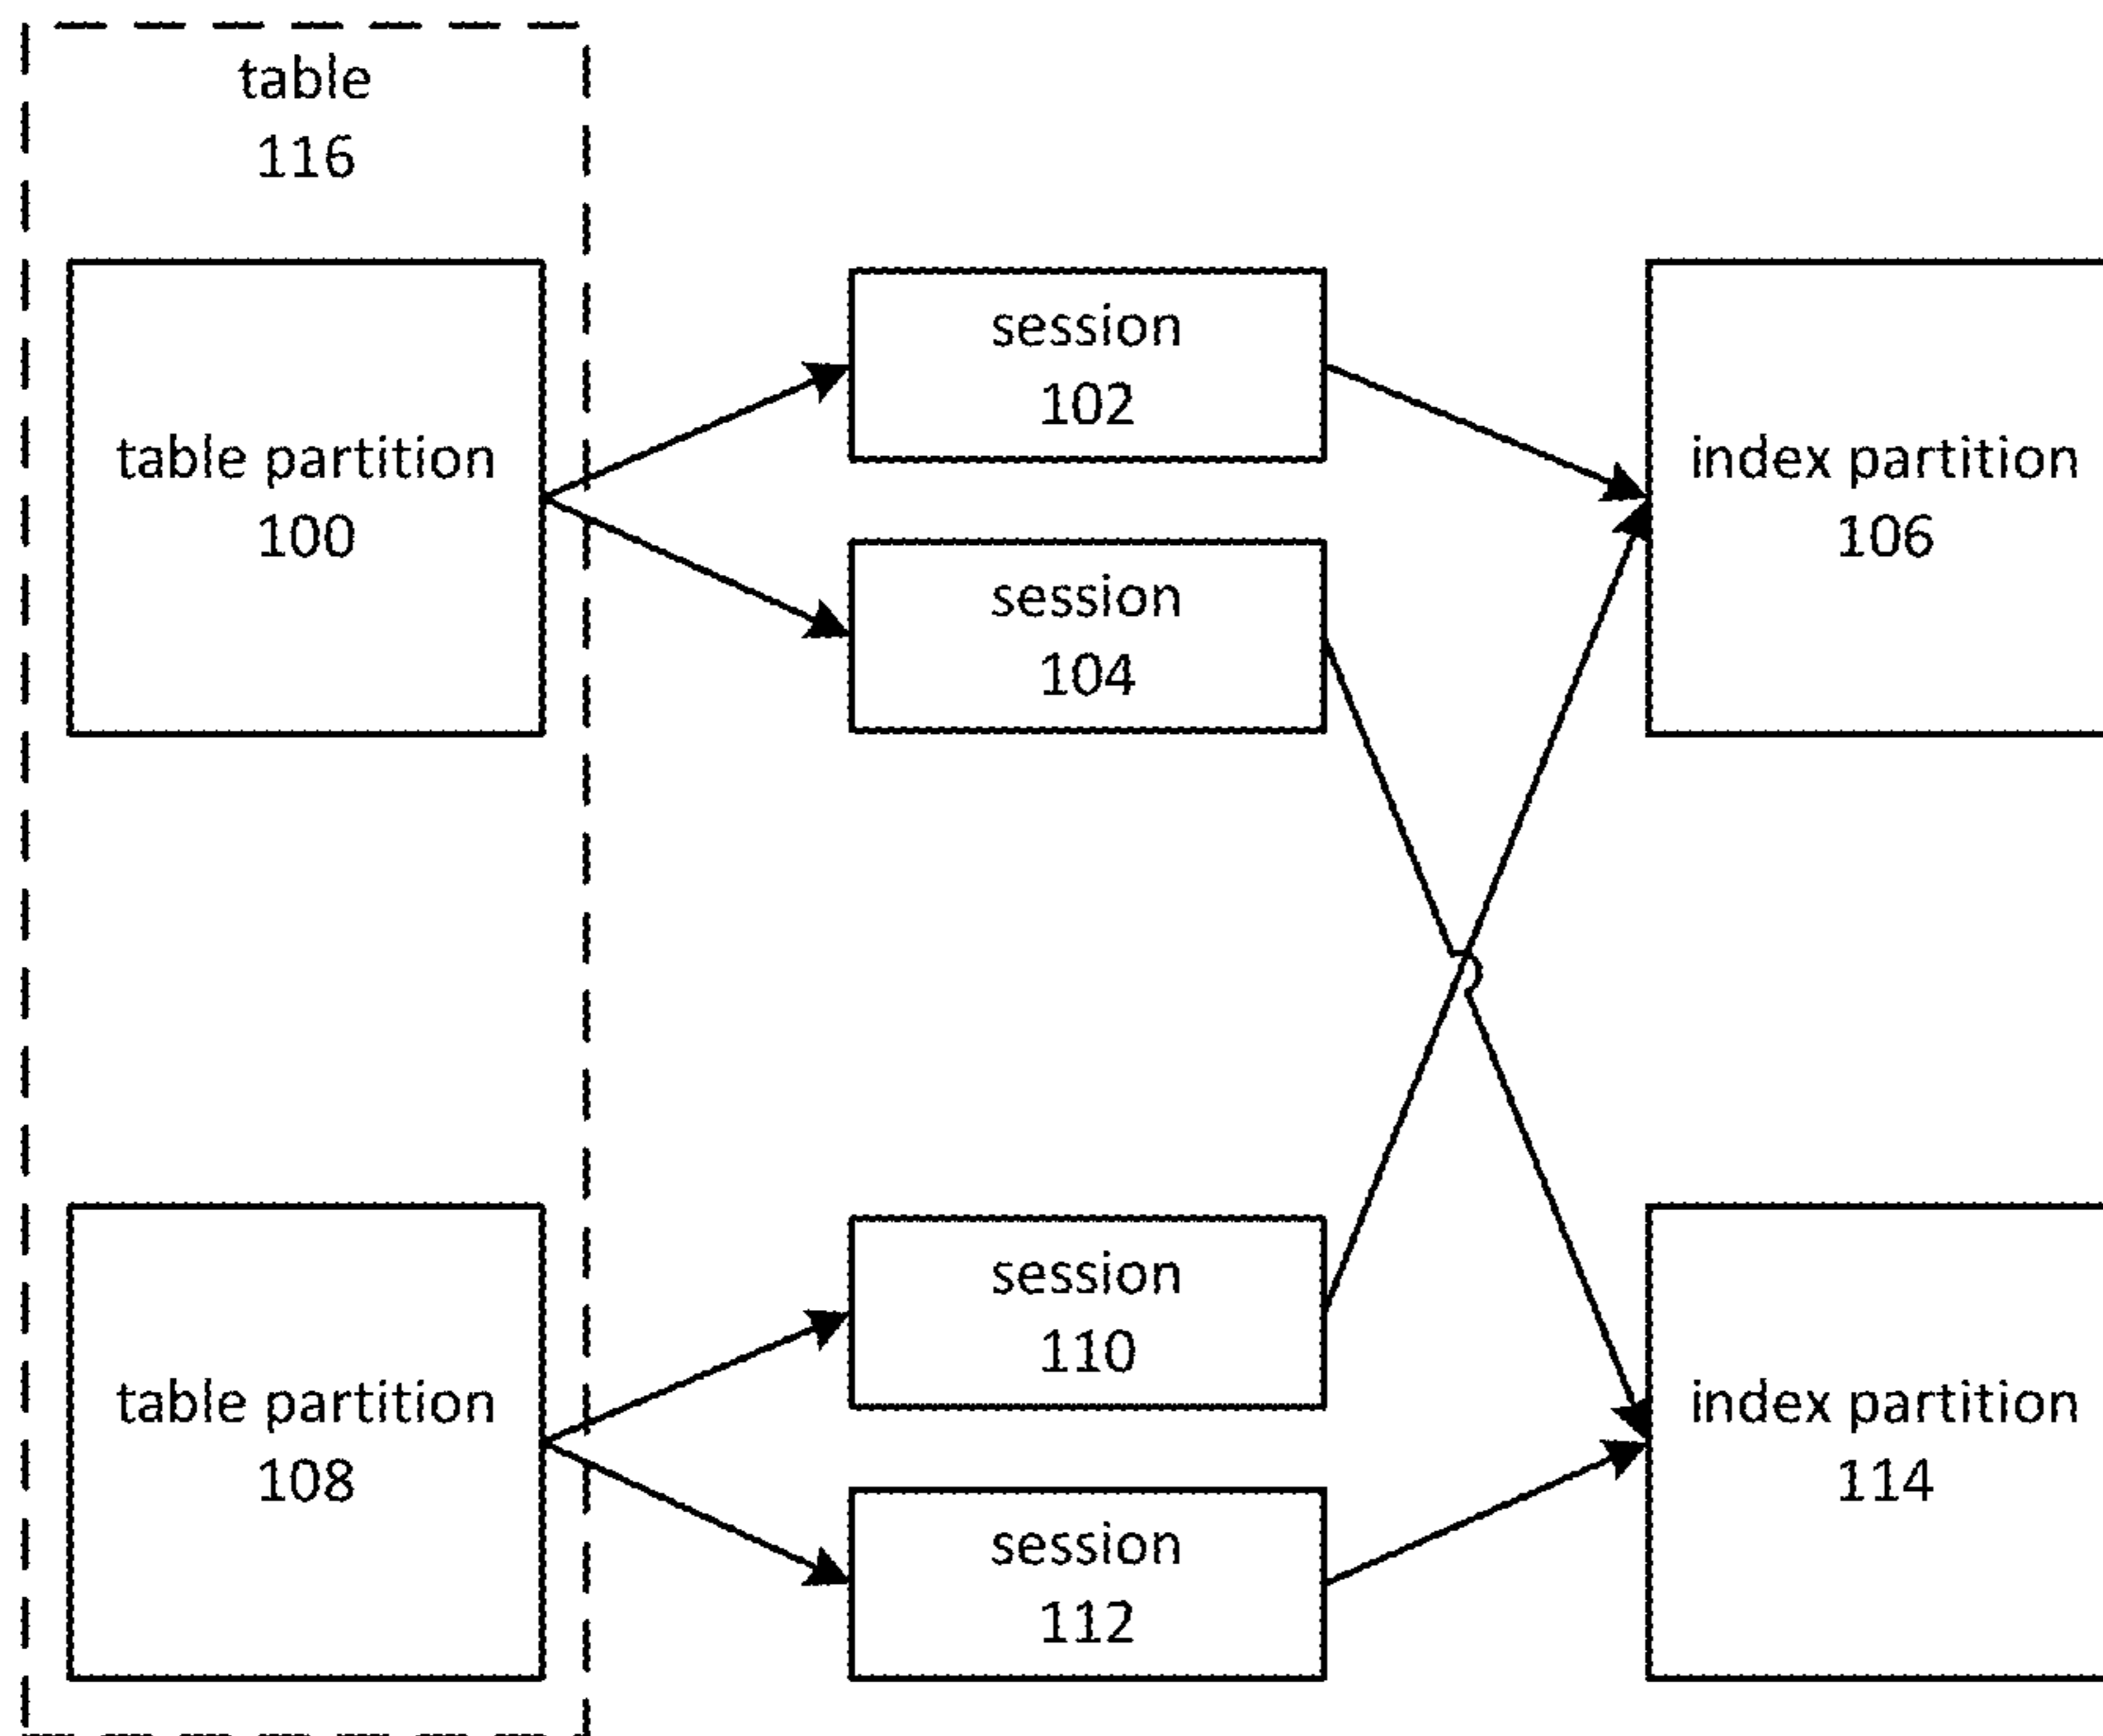 table
116
table partition
100
session
102
session
104
index partition
106
table partition
108
session
110
session
112
index partition
114